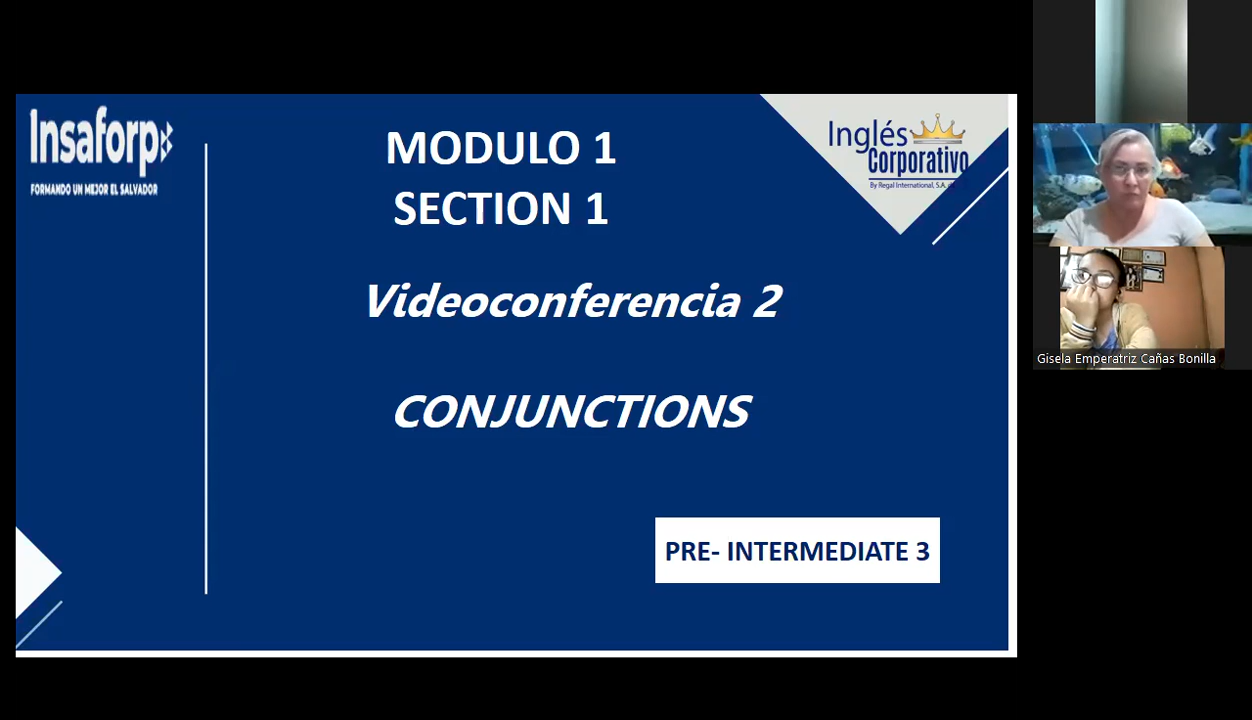 Insaforp
FORMANDO UN MEJOR EL SALVADOR
MODULO 1
SECTION 1
Inglés
Corporativo
By Regal International, S.A.
Videoconferencia 2
CONJUNCTIONS
PRE- INTERMEDIATE 3
Gisela Emperatriz Cañas Bonilla